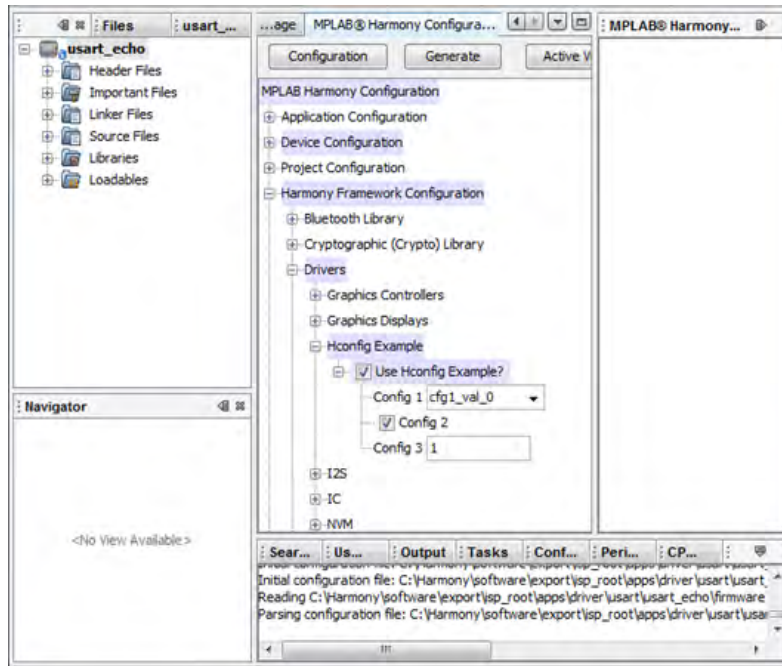 Files
usart_...
usart_echo
Header Files
Important Files
Linker Files
Source Files
Libraries
Loadables
Navigator
<No View Available>
...age
MPLAB® Harmony Configura...
Configuration
Generate
Active
MPLAB Harmony Configuration
Application Configuration
Device Configuration
Project Configuration
Harmony Framework Configuration
Bluetooth Library
Cryptographic (Crypto) Library
Drivers
Graphics Controllers
Graphics Displays
Hconfig Example
Use Hconfig Example?
Config 1 cfg1_val_0
Config 2
Config 3 1
I2S
IC
NVM
MPLAB® Harmony...
Sear...
Us...
Output
Tasks
Conf...
Peri...
CP...
Initial configuration file: C:\Harmony\software\export\isp_root\apps\driver\usart\usart_
Reading C:\Harmony\software\export\isp_root\apps\driver\usart\usart_echo\firmware
Parsing configuration file: C:\Harmony\software\export\isp_root\apps\driver\usart\usar